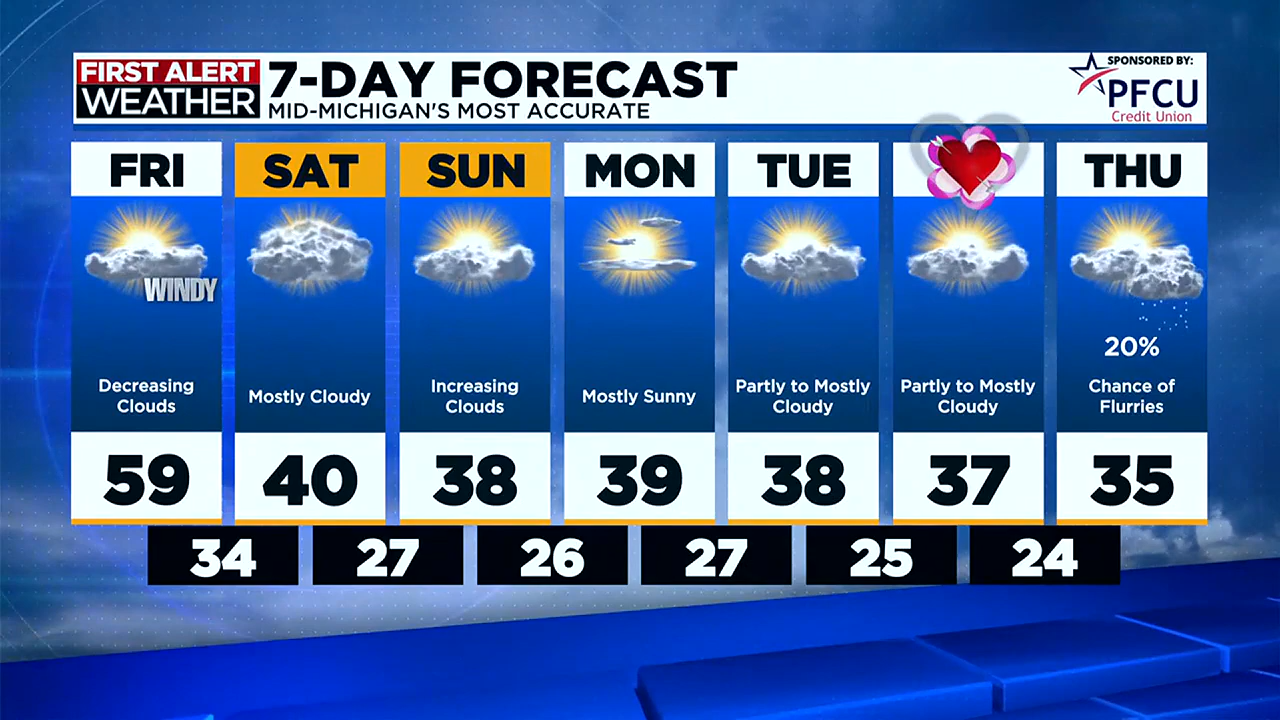 FIRST ALERT
WEATHER
7-DAY FORECAST
MID-MICHIGAN'S MOST ACCURATE
SPONSORED BY:
PFCU
Credit Union
FRI
SAT
SUN
MON
TUE
THU
WINDY
20%
Decreasing
Clouds
Mostly Cloudy
Increasing
Clouds
Mostly Sunny
Partly to Mostly
Cloudy
Partly to Mostly
Cloudy
Chance of
Flurries
59
40
38
39
38
37
35
34
27
26
27
25
24